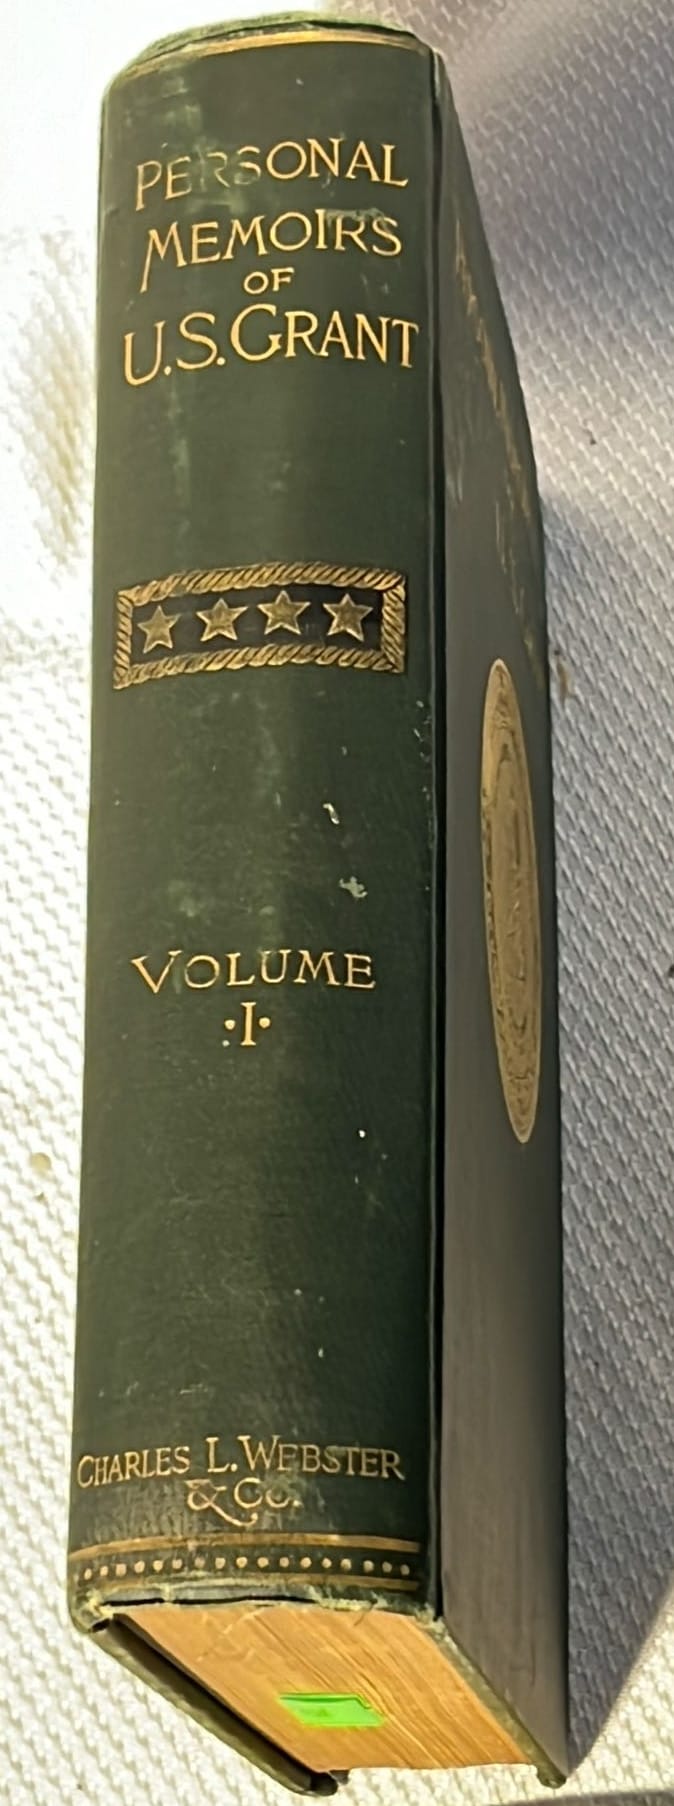 PERSONAL
MEMOIRS
OF
U.S. GRANT
VOLUME
·I·
CHARLES L. WEBSTER
& CO.